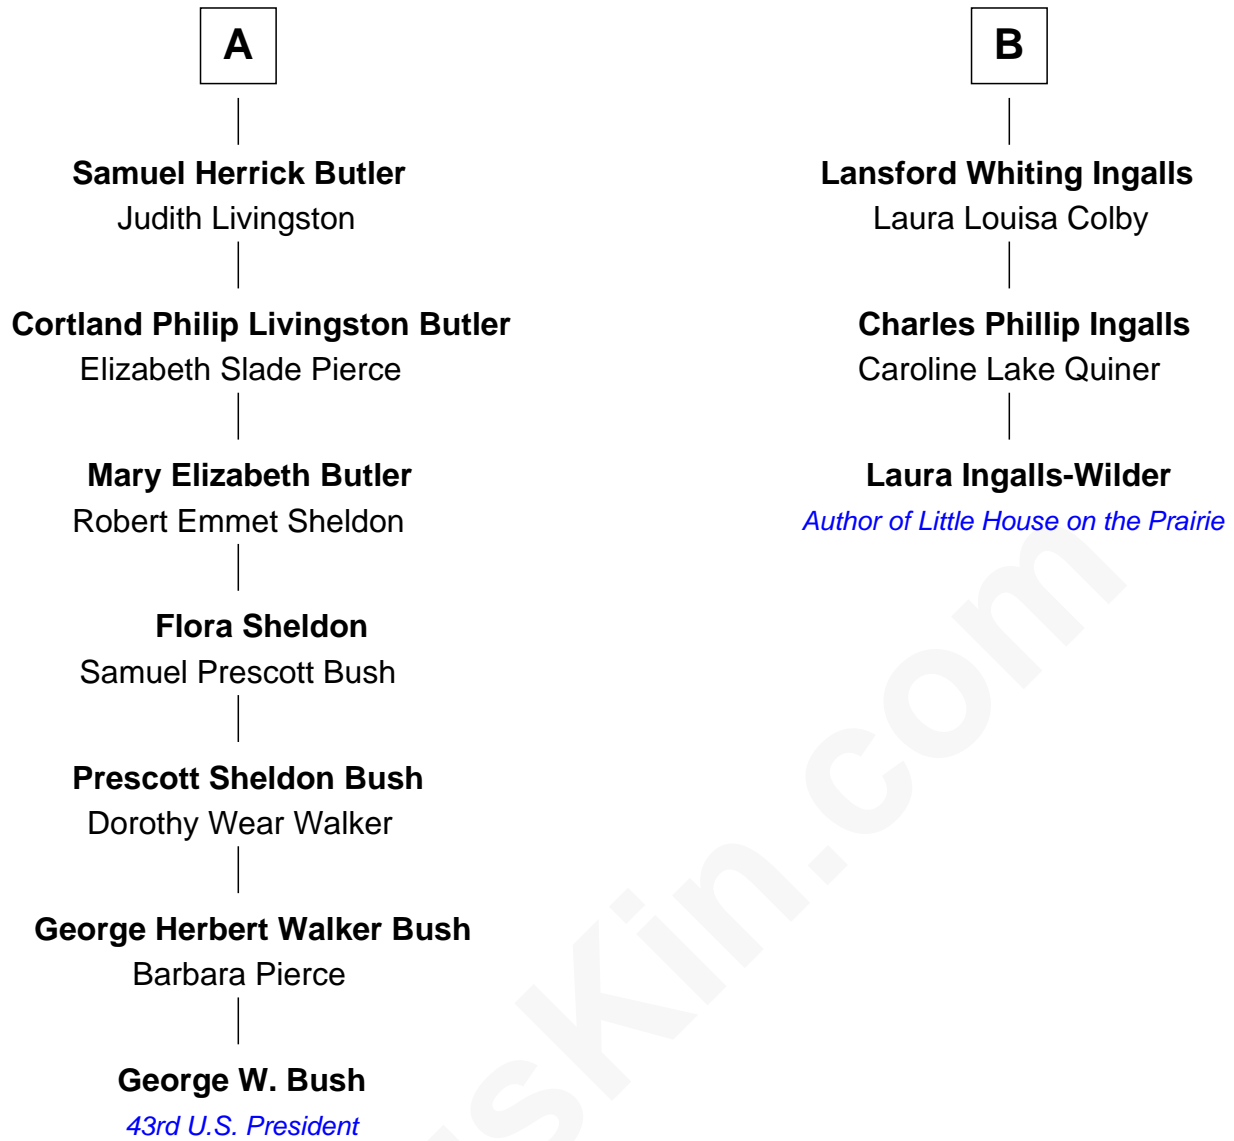 A
Samuel Herrick Butler
Judith Livingston
Cortland Philip Livingston Butler
Elizabeth Slade Pierce
Mary Elizabeth Butler
Robert Emmet Sheldon
Flora Sheldon
Samuel Prescott Bush
Prescott Sheldon Bush
Dorothy Wear Walker
George Herbert Walker Bush
Barbara Pierce
George W. Bush
43rd U.S. President
B
Lansford Whiting Ingalls
Laura Louisa Colby
Charles Phillip Ingalls
Caroline Lake Quiner
Laura Ingalls-Wilder
Author of Little House on the Prairie
usKin.com